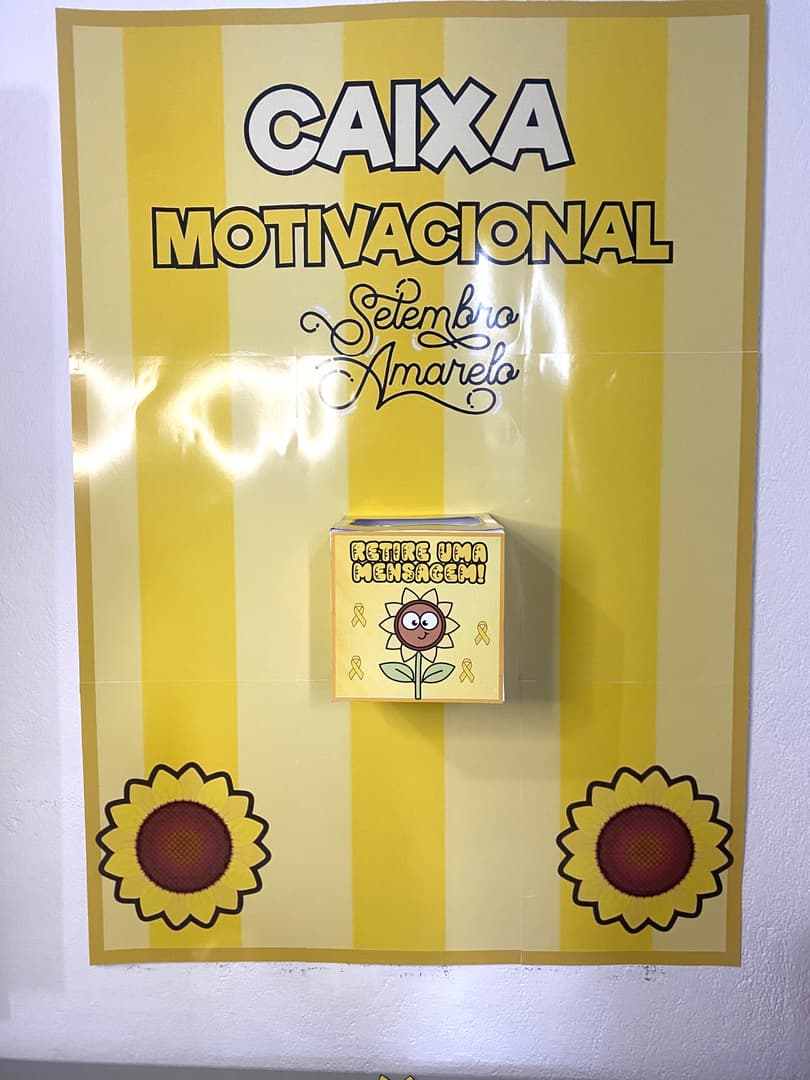 CAIXA
MOTIVACIONAL
Setembro
Amarelo
RETIRE UMA
MENSAGEM!